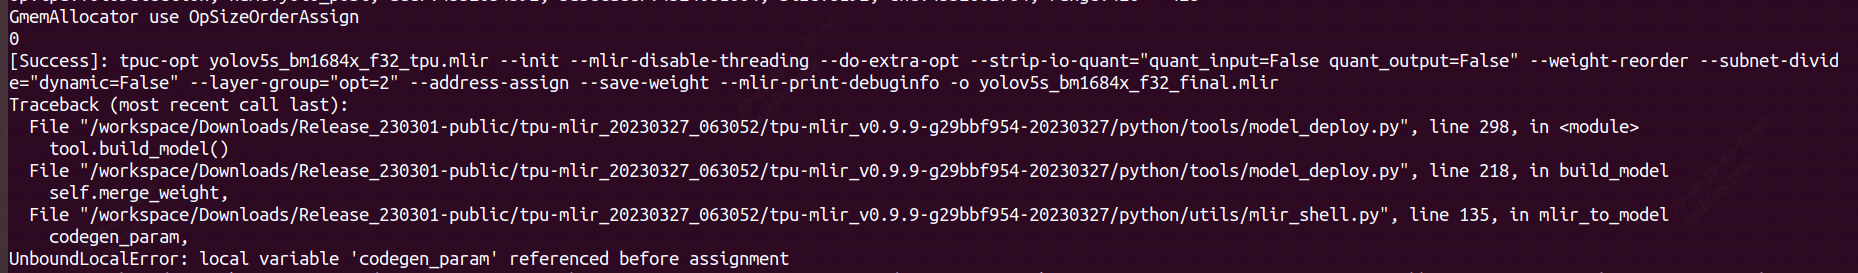 GmemAllocator use OpSizeOrderAssign
0
[Success]: tpuc-opt yolov5s_bm1684x_f32_tpu.mlir --init --mlir-disable-threading --do-extra-opt --strip-io-quant="quant_input=False quant_output=False" --weight-reorder --subnet-divid
e="dynamic=False" --layer-group="opt=2" --address-assign --save-weight --mlir-print-debuginfo -o yolov5s_bm1684x_f32_final.mlir
Traceback (most recent call last):
  File "/workspace/Downloads/Release_230301-public/tpu-mlir_20230327_063052/tpu-mlir_v0.9.9-g29bbf954-20230327/python/tools/model_deploy.py", line 298, in <module>
    tool.build_model()
  File "/workspace/Downloads/Release_230301-public/tpu-mlir_20230327_063052/tpu-mlir_v0.9.9-g29bbf954-20230327/python/tools/model_deploy.py", line 218, in build_model
    self.merge_weight,
  File "/workspace/Downloads/Release_230301-public/tpu-mlir_20230327_063052/tpu-mlir_v0.9.9-g29bbf954-20230327/python/utils/mlir_shell.py", line 135, in mlir_to_model
    codegen_param,
UnboundLocalError: local variable 'codegen_param' referenced before assignment